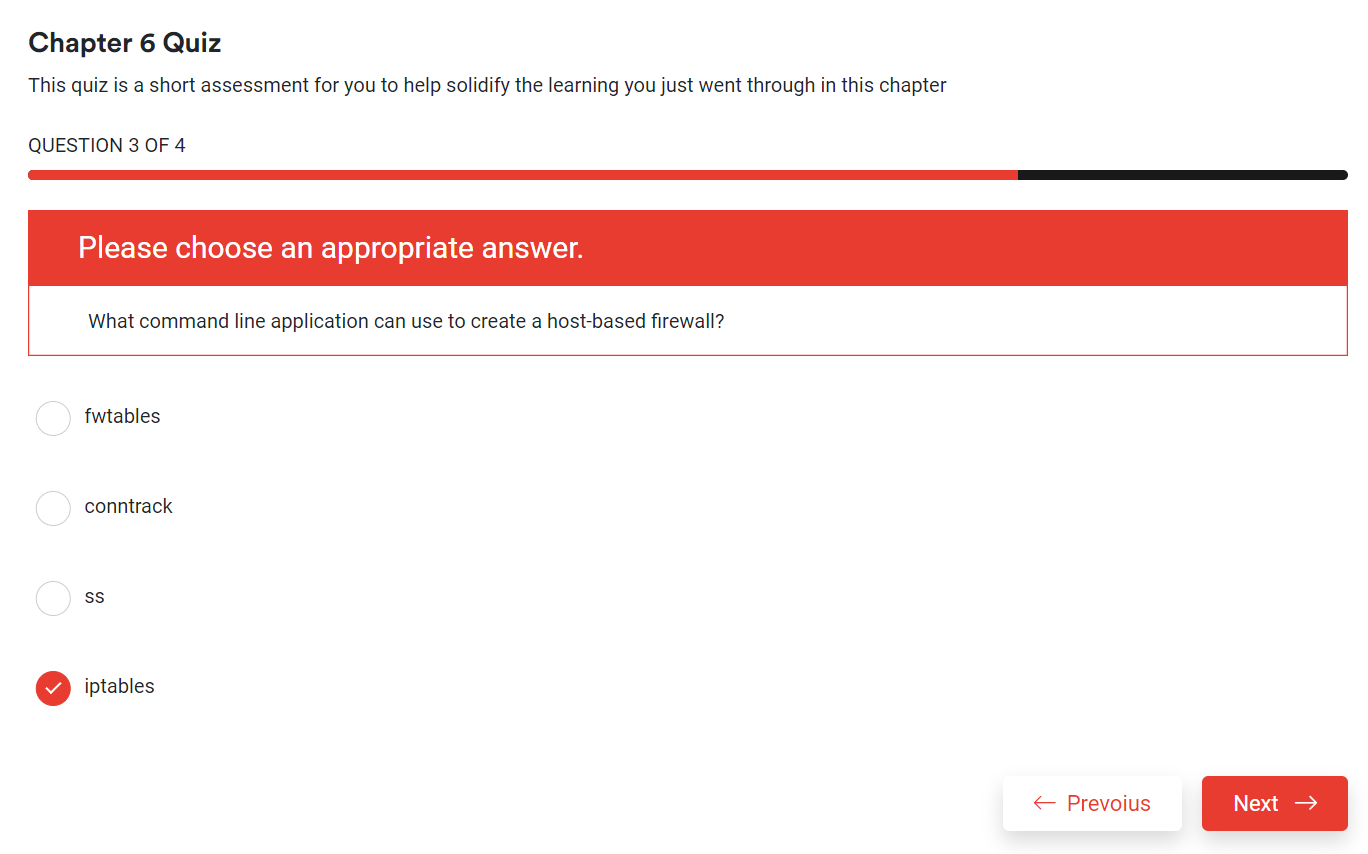 Chapter 6 Quiz
This quiz is a short assessment for you to help solidify the learning you just went through in this chapter
QUESTION 3 OF 4
Please choose an appropriate answer.
What command line application can use to create a host-based firewall?
fwtables
conntrack
ss
iptables
← Prevoius
Next →